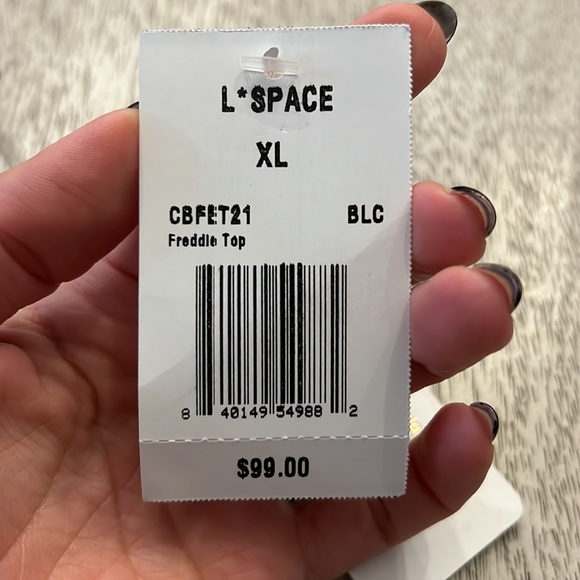 L*SPACE
XL
CBFET21 BLC
Freddie Top
8 40149 54988 2
$99.00